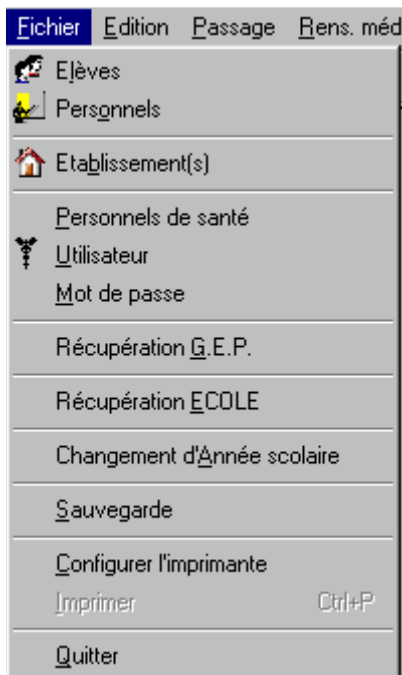 Fichier Edition Passage Rens. méd
Elèves
Personnels
Etablissement(s)
Personnels de santé
Utilisateur
Mot de passe
Récupération G.E.P.
Récupération ECOLE
Changement d'Année scolaire
Sauvegarde
Configurer l'imprimante
Imprimer Ctrl+P
Quitter